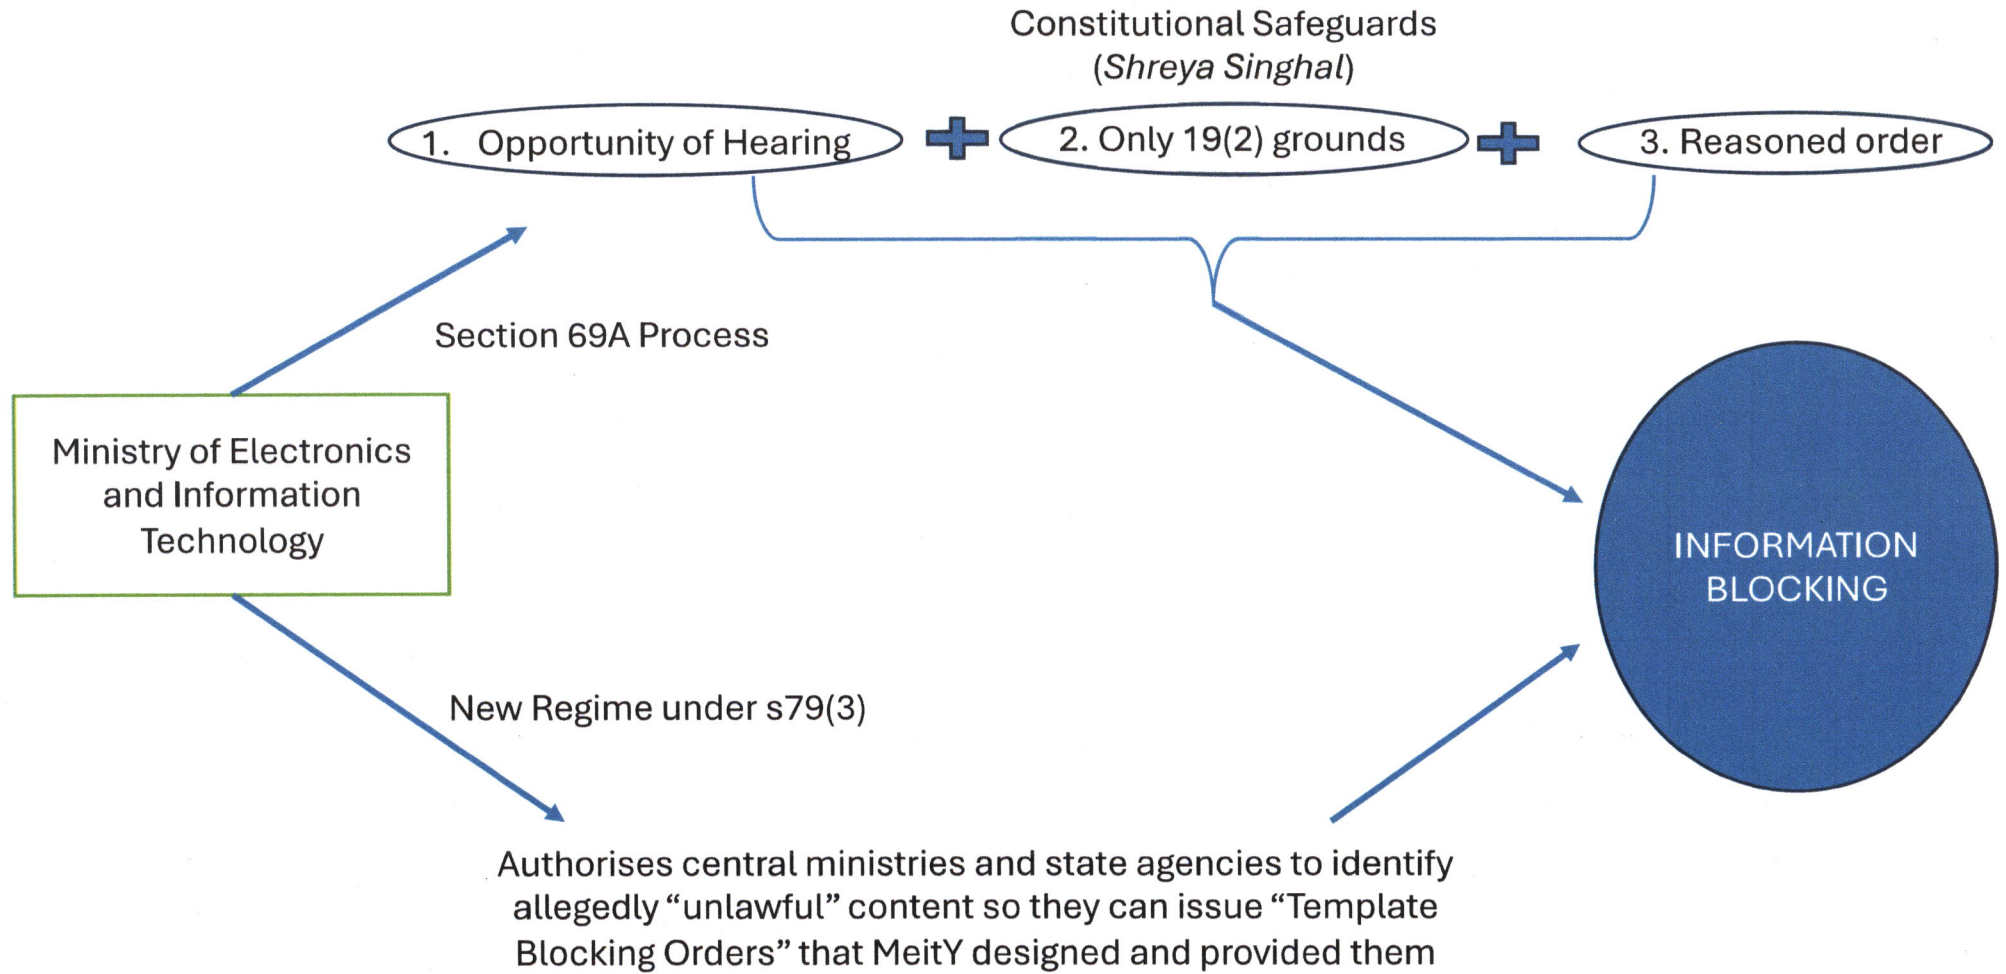 Constitutional Safeguards
(Shreya Singhal)
1. Opportunity of Hearing
2. Only 19(2) grounds
3. Reasoned order
Section 69A Process
Ministry of Electronics
and Information
Technology
INFORMATION
BLOCKING
New Regime under s79(3)
Authorises central ministries and state agencies to identify
allegedly “unlawful” content so they can issue “Template
Blocking Orders” that MeitY designed and provided them